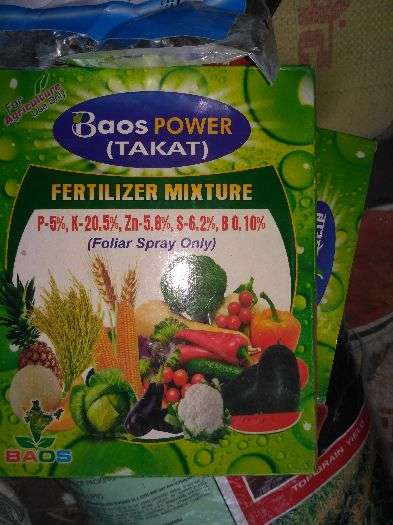 For
Agriculture
Use Only
Baos POWER
(TAKAT)
FERTILIZER MIXTURE
P-5%, K-20.5%, Zn-5.8%, S-6.2%, B 0.10%
(Foliar Spray Only)
BAOS